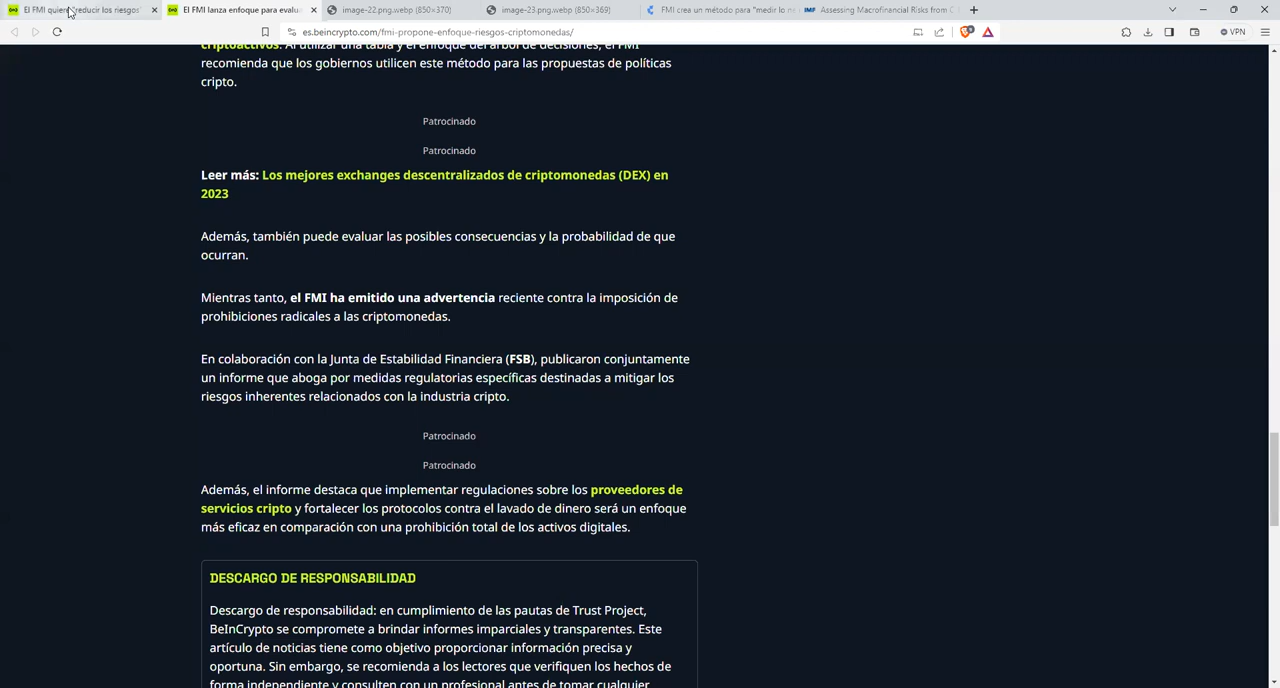 El FMI quiere "reducir los riesgos"
El FMI lanza enfoque para evalua
image-22.png.webp (850×370)
image-23.png.webp (850×369)
FMI crea un método para "medir lo
Assessing Macrofinancial Risks from C
es.beincrypto.com/fmi-propone-enfoque-riesgos-criptomonedas/
VPN
criptoactivos. Al utilizar una tabla y el enfoque del árbol de decisiones, el FMI
recomienda que los gobiernos utilicen este método para las propuestas de políticas
cripto.
Patrocinado
Patrocinado
Leer más: Los mejores exchanges descentralizados de criptomonedas (DEX) en
2023
Además, también puede evaluar las posibles consecuencias y la probabilidad de que
ocurran.
Mientras tanto, el FMI ha emitido una advertencia reciente contra la imposición de
prohibiciones radicales a las criptomonedas.
En colaboración con la Junta de Estabilidad Financiera (FSB), publicaron conjuntamente
un informe que aboga por medidas regulatorias específicas destinadas a mitigar los
riesgos inherentes relacionados con la industria cripto.
Patrocinado
Patrocinado
Además, el informe destaca que implementar regulaciones sobre los proveedores de
servicios cripto y fortalecer los protocolos contra el lavado de dinero será un enfoque
más eficaz en comparación con una prohibición total de los activos digitales.
DESCARGO DE RESPONSABILIDAD
Descargo de responsabilidad: en cumplimiento de las pautas de Trust Project,
BeInCrypto se compromete a brindar informes imparciales y transparentes. Este
artículo de noticias tiene como objetivo proporcionar información precisa y
oportuna. Sin embargo, se recomienda a los lectores que verifiquen los hechos de
forma independiente y consulten con un profesional antes de tomar cualquier